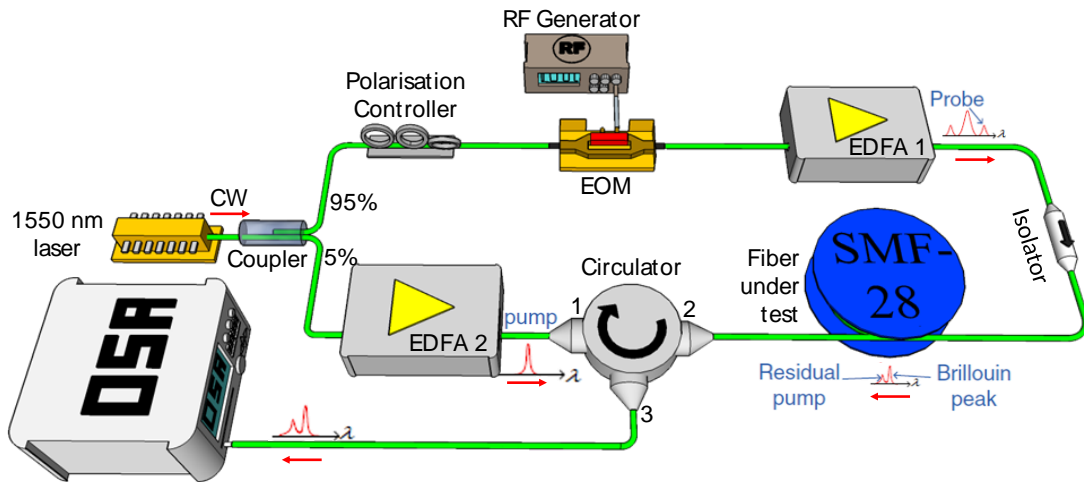 RF Generator
RF
Polarisation
Controller
Probe
λ
EDFA 1
EOM
CW
95%
1550 nm
laser
Coupler
5%
Isolator
Circulator
Fiber
under
test
SMF-
28
1
2
pump
EDFA 2
λ
OSA
OSA
3
Residual
pump
λ
Brillouin
peak
λ